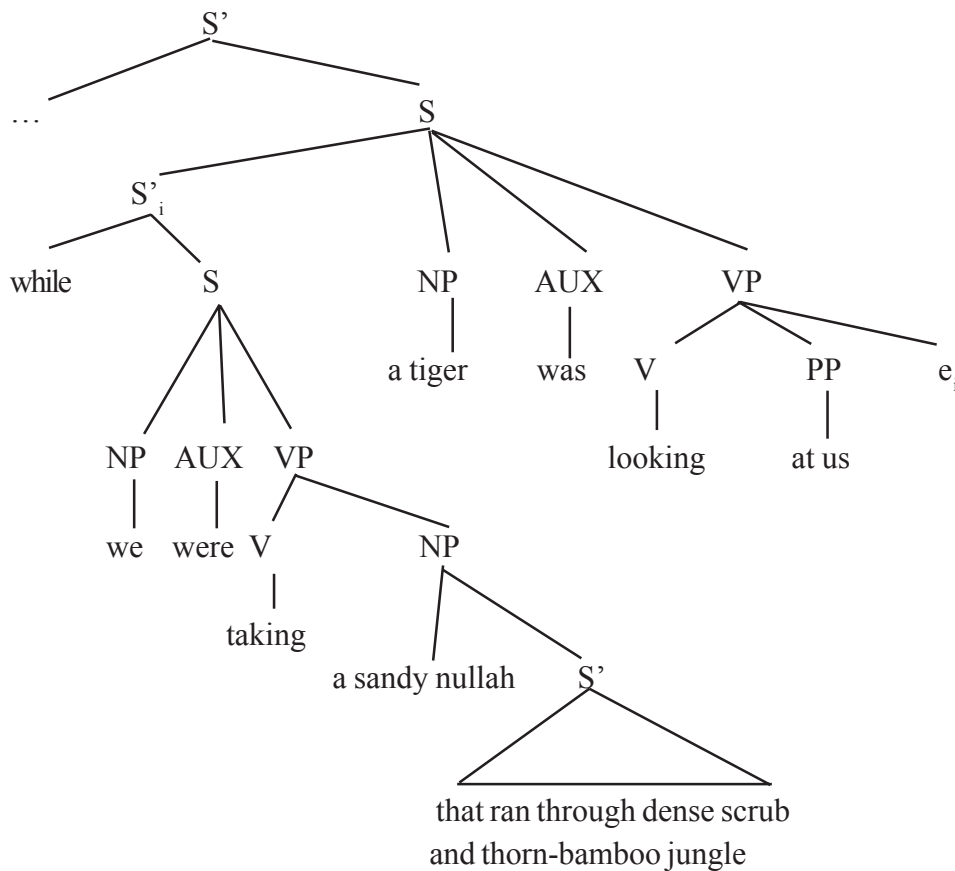 S’
…
S
S’i
while S NP AUX VP
a tiger was V PP ei
NP AUX VP looking at us
we were V NP
taking
a sandy nullah S’
that ran through dense scrub
and thorn-bamboo jungle